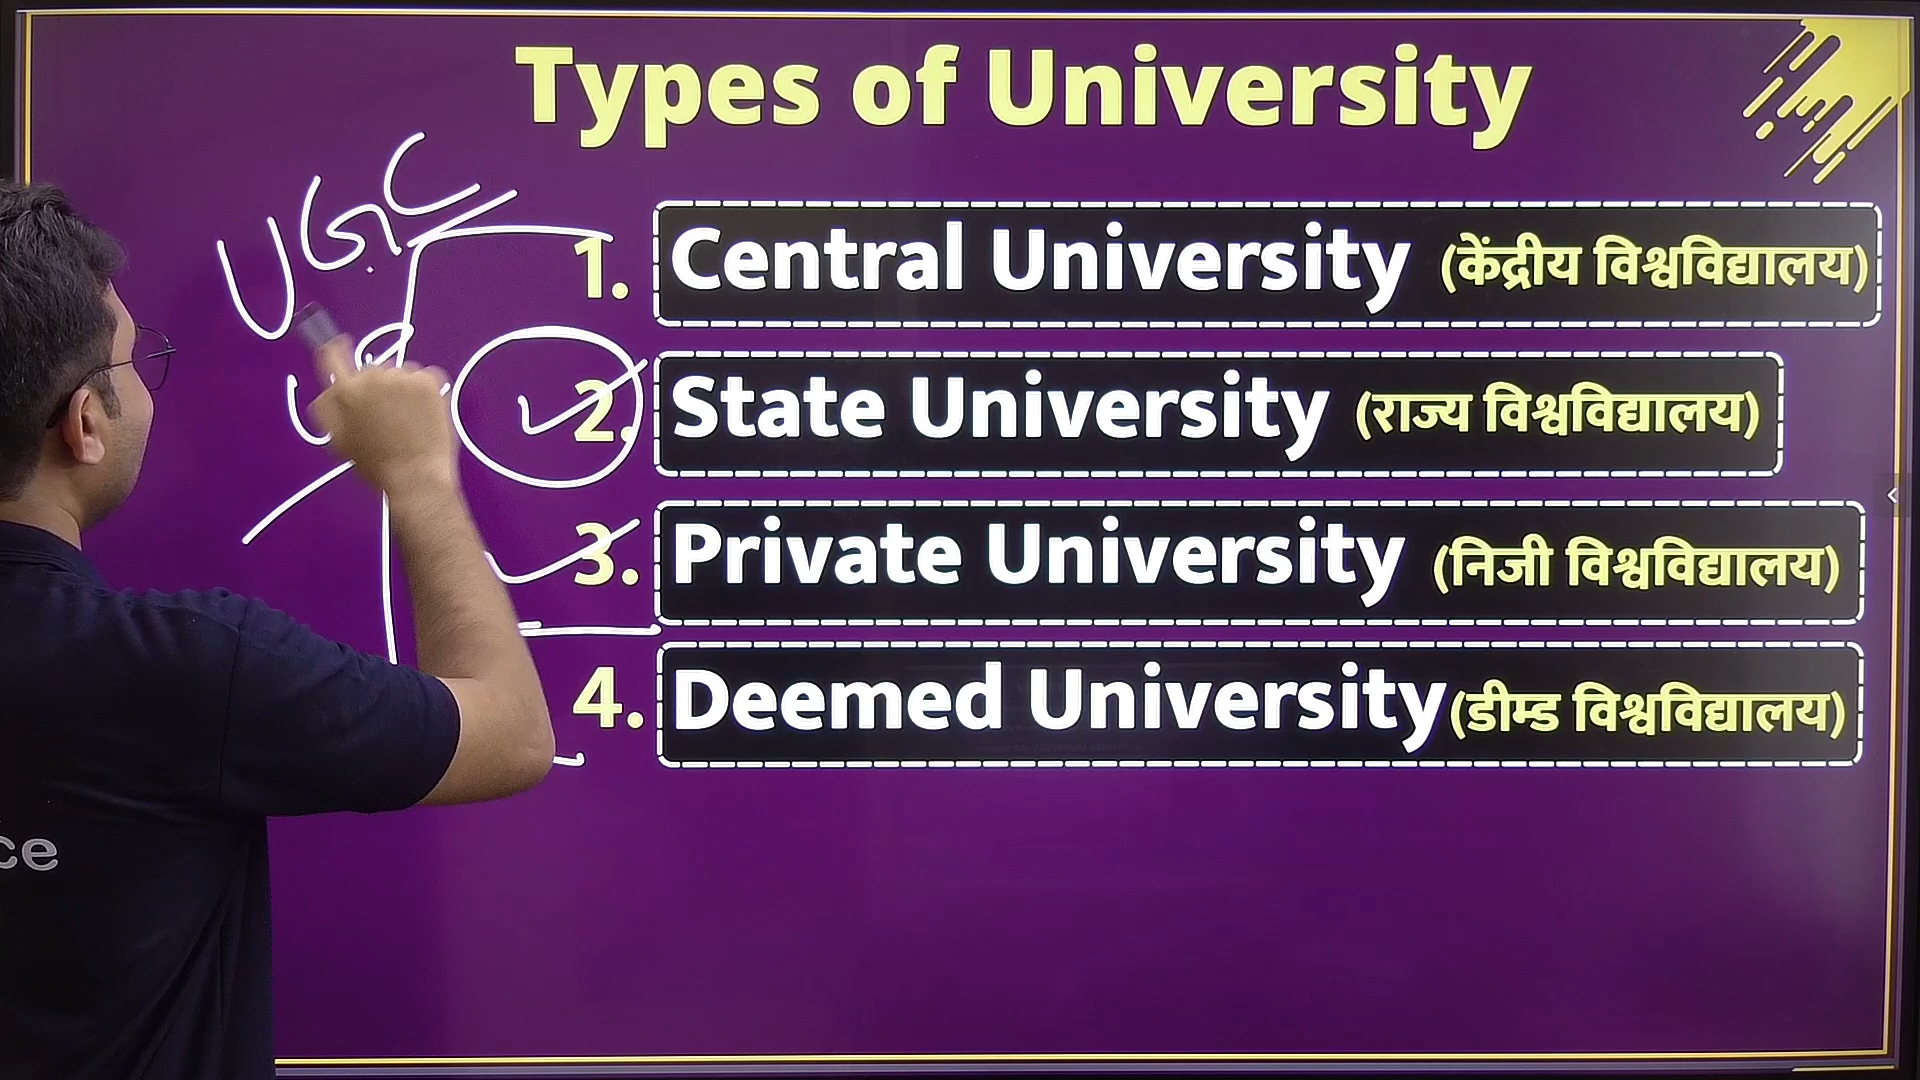 Types of University
UGC
1. Central University (केंद्रीय विश्वविद्यालय)
2. State University (राज्य विश्वविद्यालय)
3. Private University (निजी विश्वविद्यालय)
4. Deemed University (डीम्ड विश्वविद्यालय)
ce